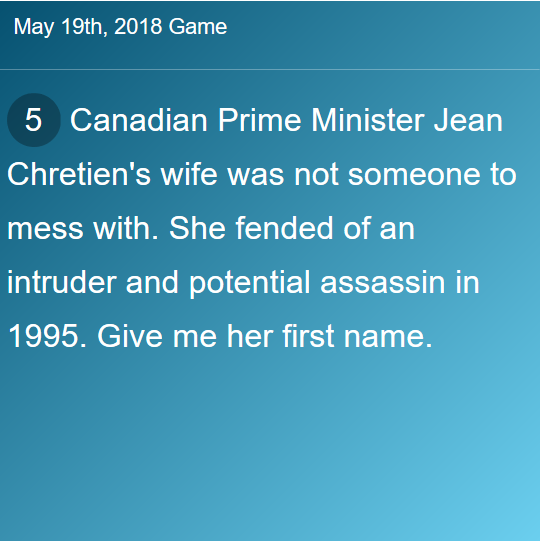 May 19th, 2018 Game
5 Canadian Prime Minister Jean
Chretien's wife was not someone to
mess with. She fended of an
intruder and potential assassin in
1995. Give me her first name.